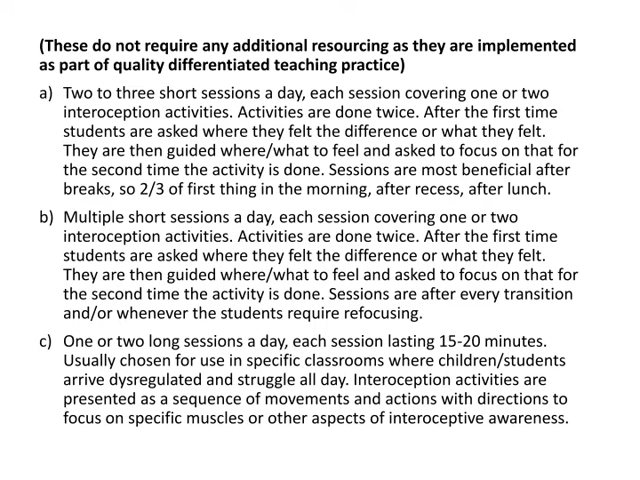 (These do not require any additional resourcing as they are implemented
as part of quality differentiated teaching practice)
a) Two to three short sessions a day, each session covering one or two
interoception activities. Activities are done twice. After the first time
students are asked where they felt the difference or what they felt.
They are then guided where/what to feel and asked to focus on that for
the second time the activity is done. Sessions are most beneficial after
breaks, so 2/3 of first thing in the morning, after recess, after lunch.
b) Multiple short sessions a day, each session covering one or two
interoception activities. Activities are done twice. After the first time
students are asked where they felt the difference or what they felt.
They are then guided where/what to feel and asked to focus on that for
the second time the activity is done. Sessions are after every transition
and/or whenever the students require refocusing.
c) One or two long sessions a day, each session lasting 15-20 minutes.
Usually chosen for use in specific classrooms where children/students
arrive dysregulated and struggle all day. Interoception activities are
presented as a sequence of movements and actions with directions to
focus on specific muscles or other aspects of interoceptive awareness.